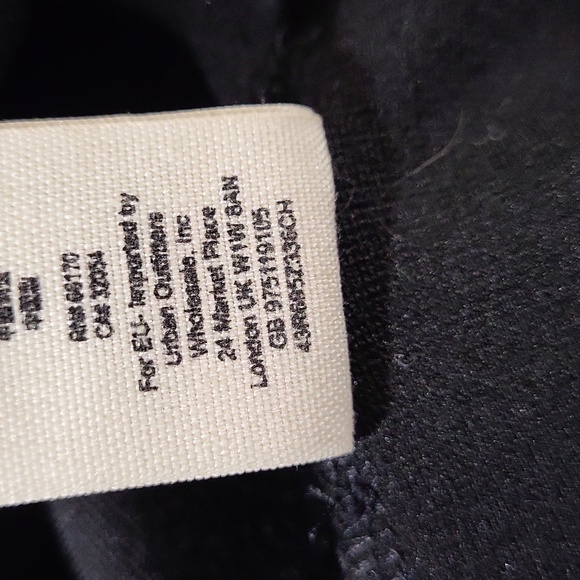 RN# 66170
CA# 32054
For EU- Imported by
Urban Outfitters
Wholesale, Inc
24 Market Place
London UK W1W 8AN
GB 975119105